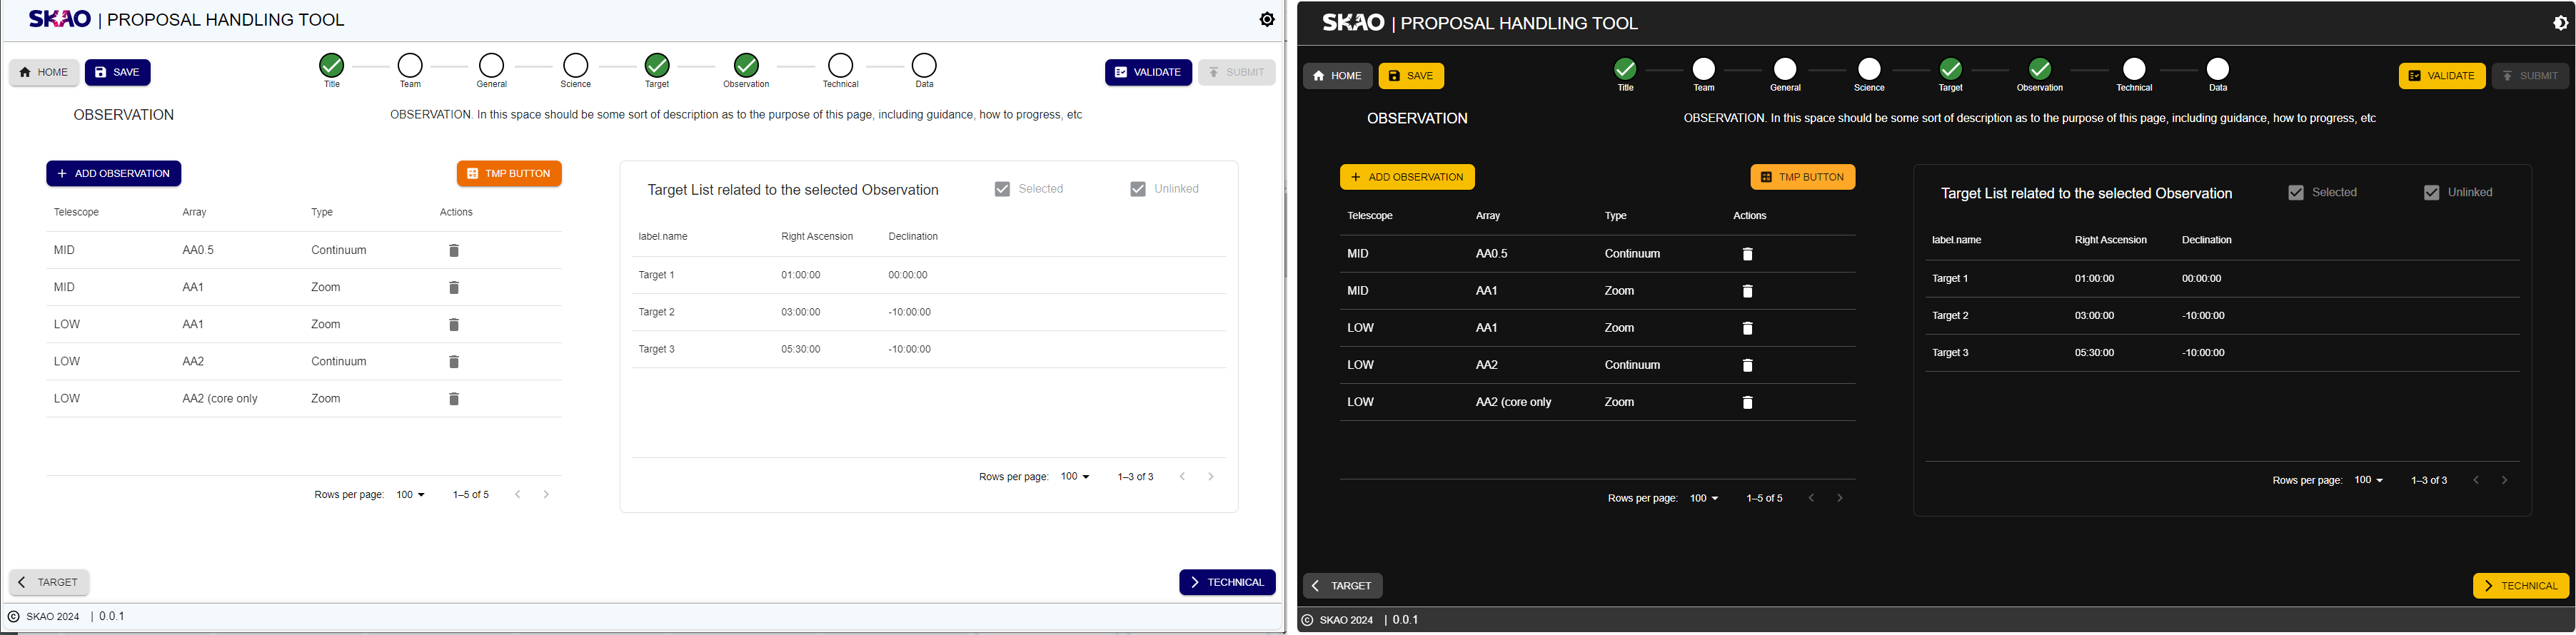 SKAO | PROPOSAL HANDLING TOOL
HOME SAVE Title Team General Science Target Observation Technical Data VALIDATE SUBMIT
OBSERVATION OBSERVATION. In this space should be some sort of description as to the purpose of this page, including guidance, how to progress, etc
+ ADD OBSERVATION TMP BUTTON
Telescope Array Type Actions
MID AA0.5 Continuum
MID AA1 Zoom
LOW AA1 Zoom
LOW AA2 Continuum
LOW AA2 (core only Zoom
Rows per page: 100 1–5 of 5
Target List related to the selected Observation Selected Unlinked
label.name Right Ascension Declination
Target 1 01:00:00 00:00:00
Target 2 03:00:00 -10:00:00
Target 3 05:30:00 -10:00:00
Rows per page: 100 1–3 of 3
TARGET TECHNICAL
© SKAO 2024 | 0.0.1
SKAO | PROPOSAL HANDLING TOOL
HOME SAVE Title Team General Science Target Observation Technical Data VALIDATE SUBMIT
OBSERVATION OBSERVATION. In this space should be some sort of description as to the purpose of this page, including guidance, how to progress, etc
+ ADD OBSERVATION TMP BUTTON
Telescope Array Type Actions
MID AA0.5 Continuum
MID AA1 Zoom
LOW AA1 Zoom
LOW AA2 Continuum
LOW AA2 (core only Zoom
Rows per page: 100 1–5 of 5
Target List related to the selected Observation Selected Unlinked
label.name Right Ascension Declination
Target 1 01:00:00 00:00:00
Target 2 03:00:00 -10:00:00
Target 3 05:30:00 -10:00:00
Rows per page: 100 1–3 of 3
TARGET TECHNICAL
© SKAO 2024 | 0.0.1